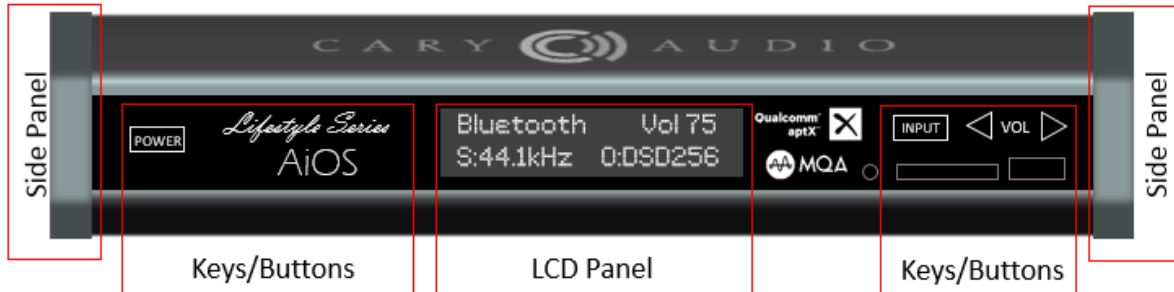 CARY AUDIO
Side Panel
POWER
Lifestyle Series
AiOS
Bluetooth Vol 75
S:44.1kHz O:DSD256
Qualcomm
aptX
MQA
INPUT VOL
Side Panel
Keys/Buttons
LCD Panel
Keys/Buttons